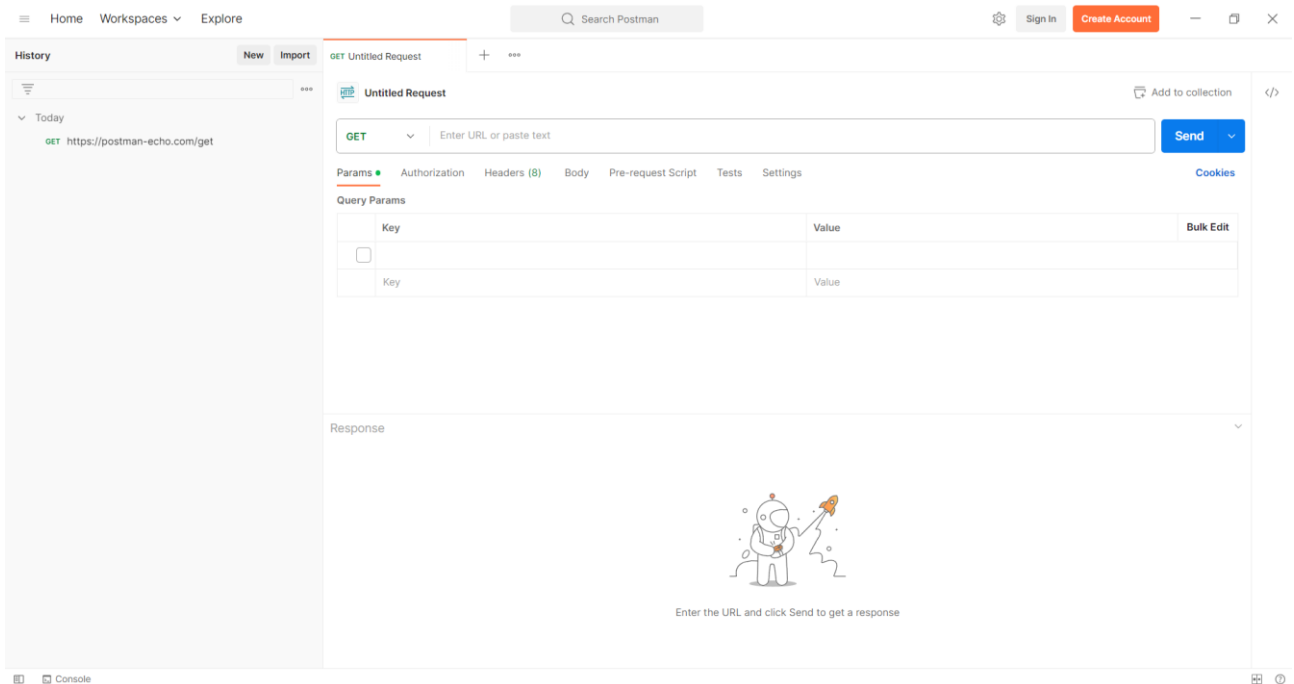 Home Workspaces Explore Search Postman Sign In Create Account
History New Import GET Untitled Request
HTTP Untitled Request Add to collection </>
Today
GET https://postman-echo.com/get
GET Enter URL or paste text Send
Params Authorization Headers (8) Body Pre-request Script Tests Settings Cookies
Query Params
Key Value Bulk Edit
Key Value
Response
Enter the URL and click Send to get a response
Console